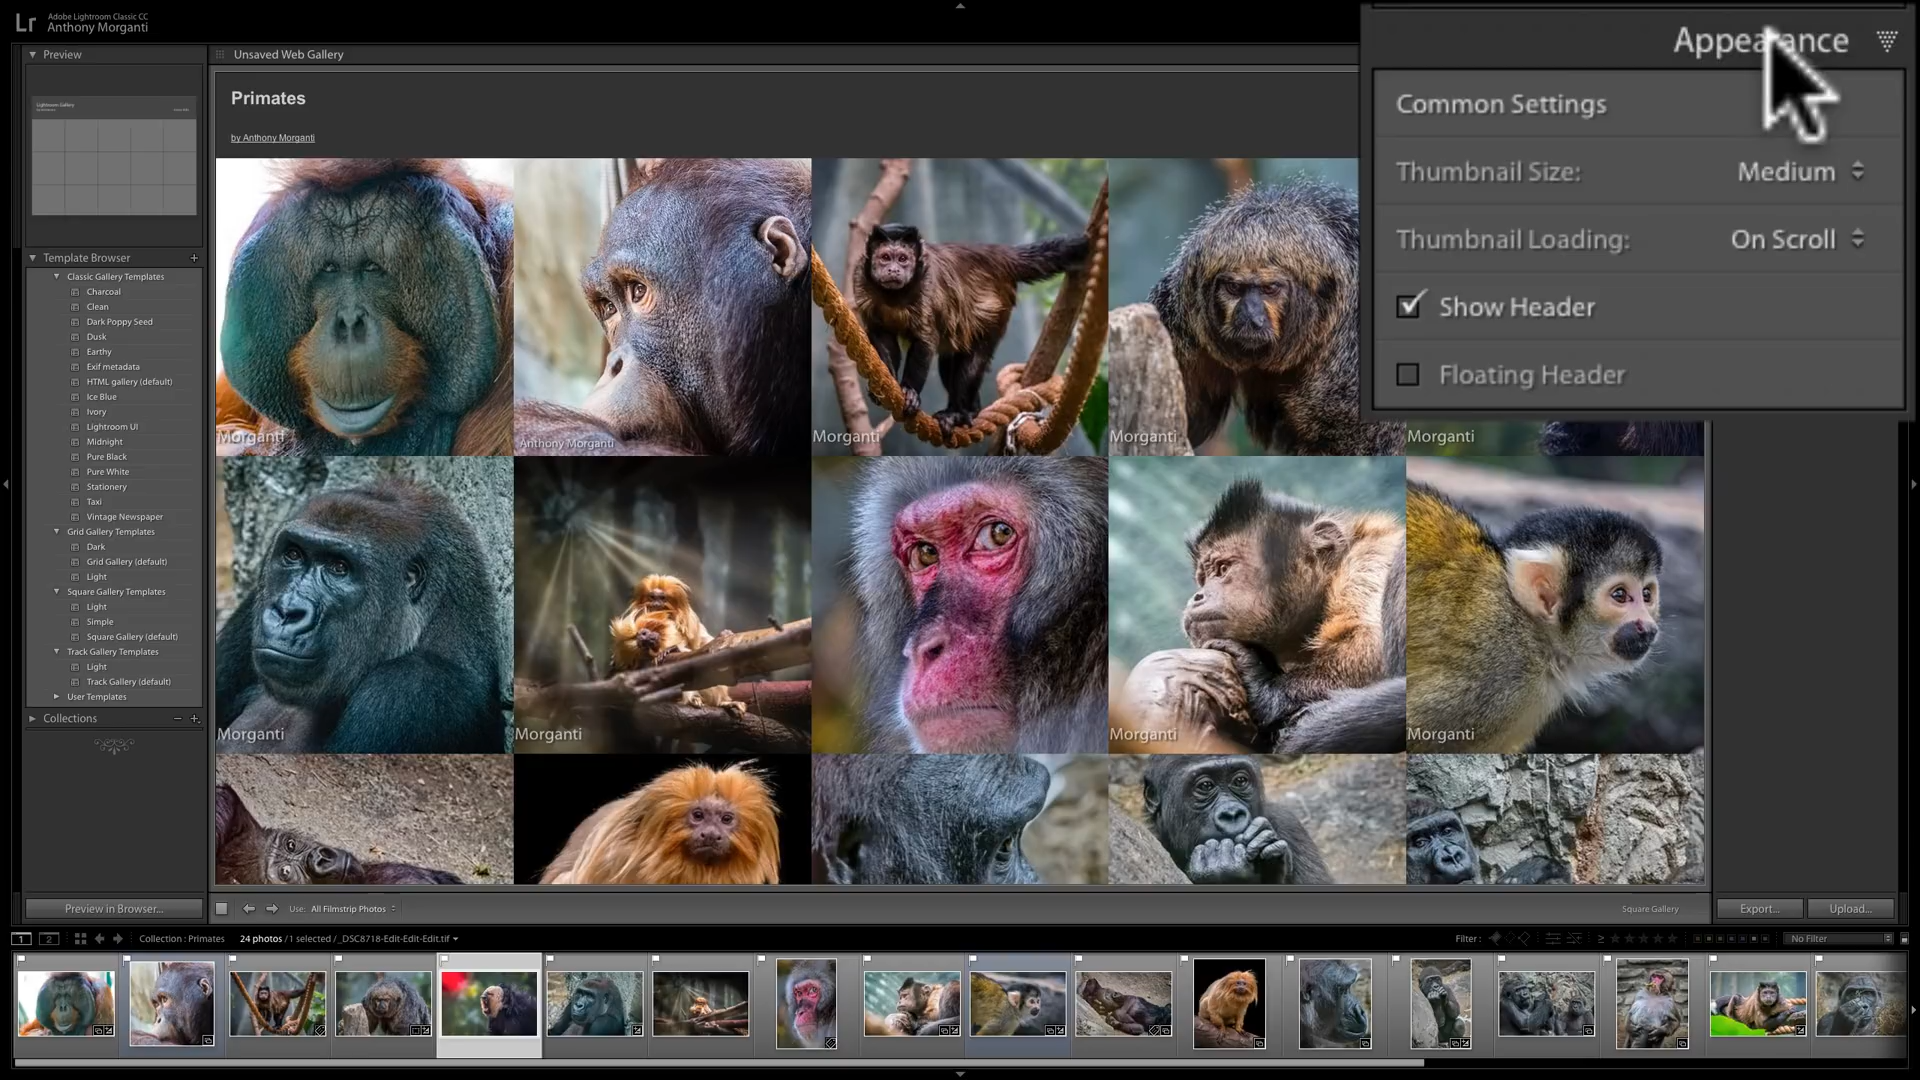 Lr
Adobe Lightroom Classic CC
Anthony Morganti
Preview
Template Browser
Classic Gallery Templates
Charcoal
Clean
Dark Poppy Seed
Dusk
Earthy
Exif metadata
HTML gallery (default)
Ice Blue
Ivory
Lightroom UI
Midnight
Pure Black
Pure White
Stationery
Taxi
Vintage Newspaper
Grid Gallery Templates
Dark
Grid Gallery (default)
Light
Square Gallery Templates
Light
Simple
Square Gallery (default)
Track Gallery Templates
Light
Track Gallery (default)
User Templates
Collections
Preview in Browser...
Unsaved Web Gallery
Primates
by Anthony Morganti
Morganti
Anthony Morganti
Morganti
Morganti
Morganti
Morganti
Morganti
Morganti
Morganti
Appearance
Common Settings
Thumbnail Size: Medium
Thumbnail Loading: On Scroll
Show Header
Floating Header
Use: All Filmstrip Photos
Square Gallery
Export...
Upload...
1 2
Collection : Primates
24 photos / 1 selected / _DSC8718-Edit-Edit-Edit.tif
Filter :
No Filter